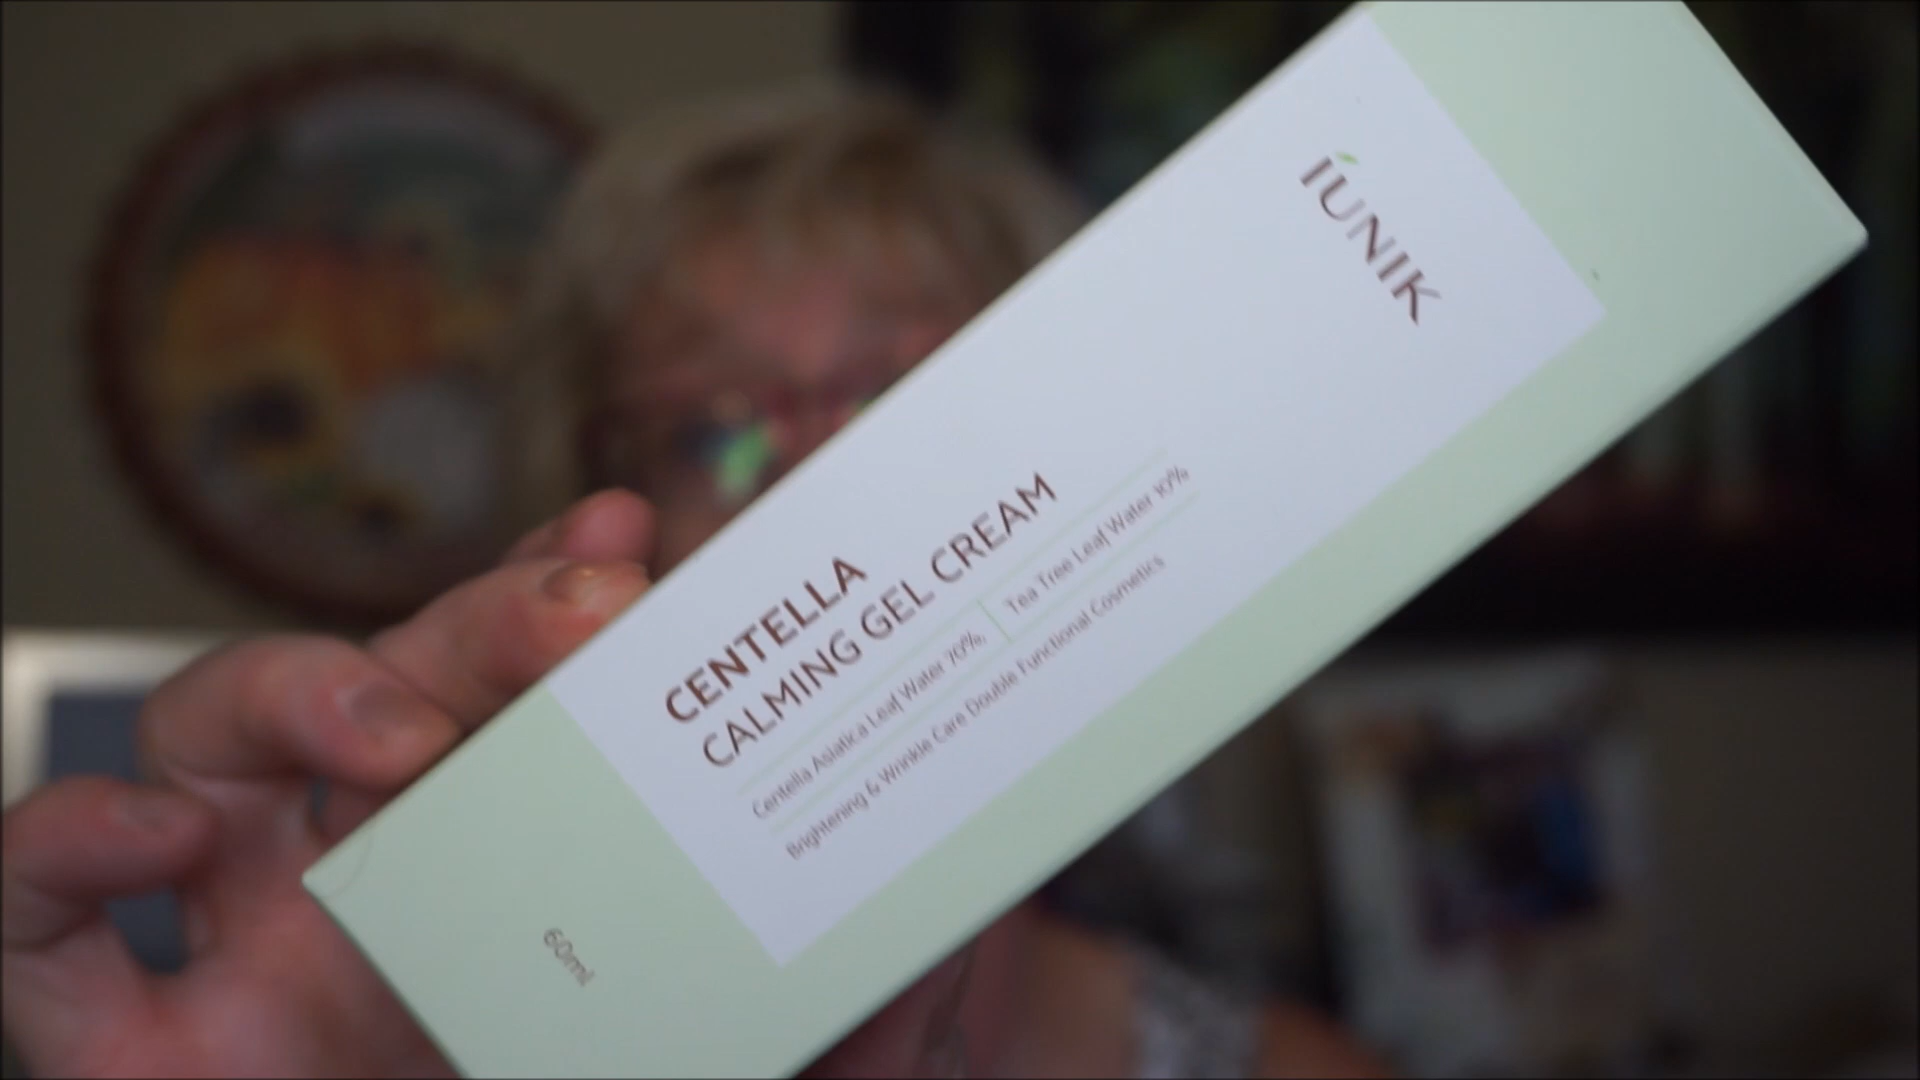 IUNIK
CENTELLA
CALMING GEL CREAM
Centella Asiatica Leaf Water 70%, Tea Tree Leaf Water 10%
Brightening & Wrinkle Care Double Functional Cosmetics
60ml